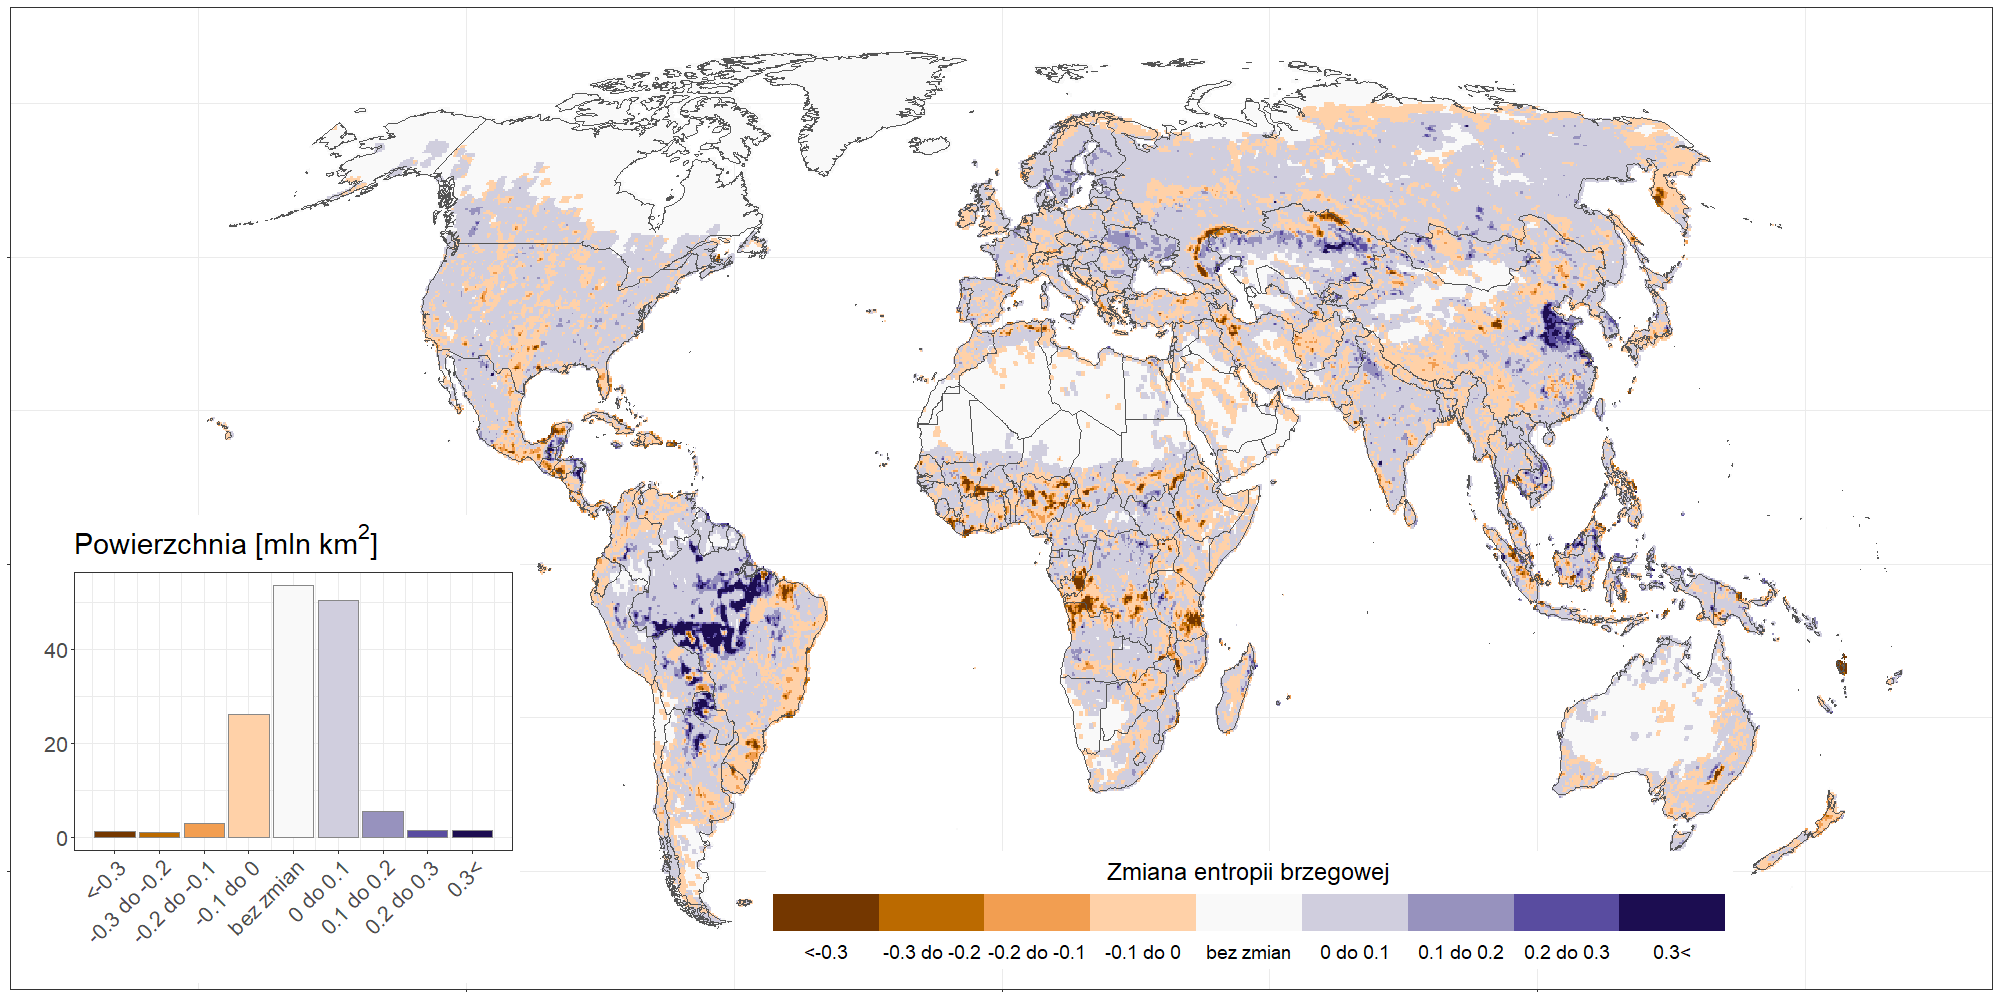 Powierzchnia [mln km²]
40
20
0
<-0.3
-0.3 do -0.2
-0.2 do -0.1
-0.1 do 0
bez zmian
0 do 0.1
0.1 do 0.2
0.2 do 0.3
0.3<
Zmiana entropii brzegowej
<-0.3 -0.3 do -0.2 -0.2 do -0.1 -0.1 do 0 bez zmian 0 do 0.1 0.1 do 0.2 0.2 do 0.3 0.3<